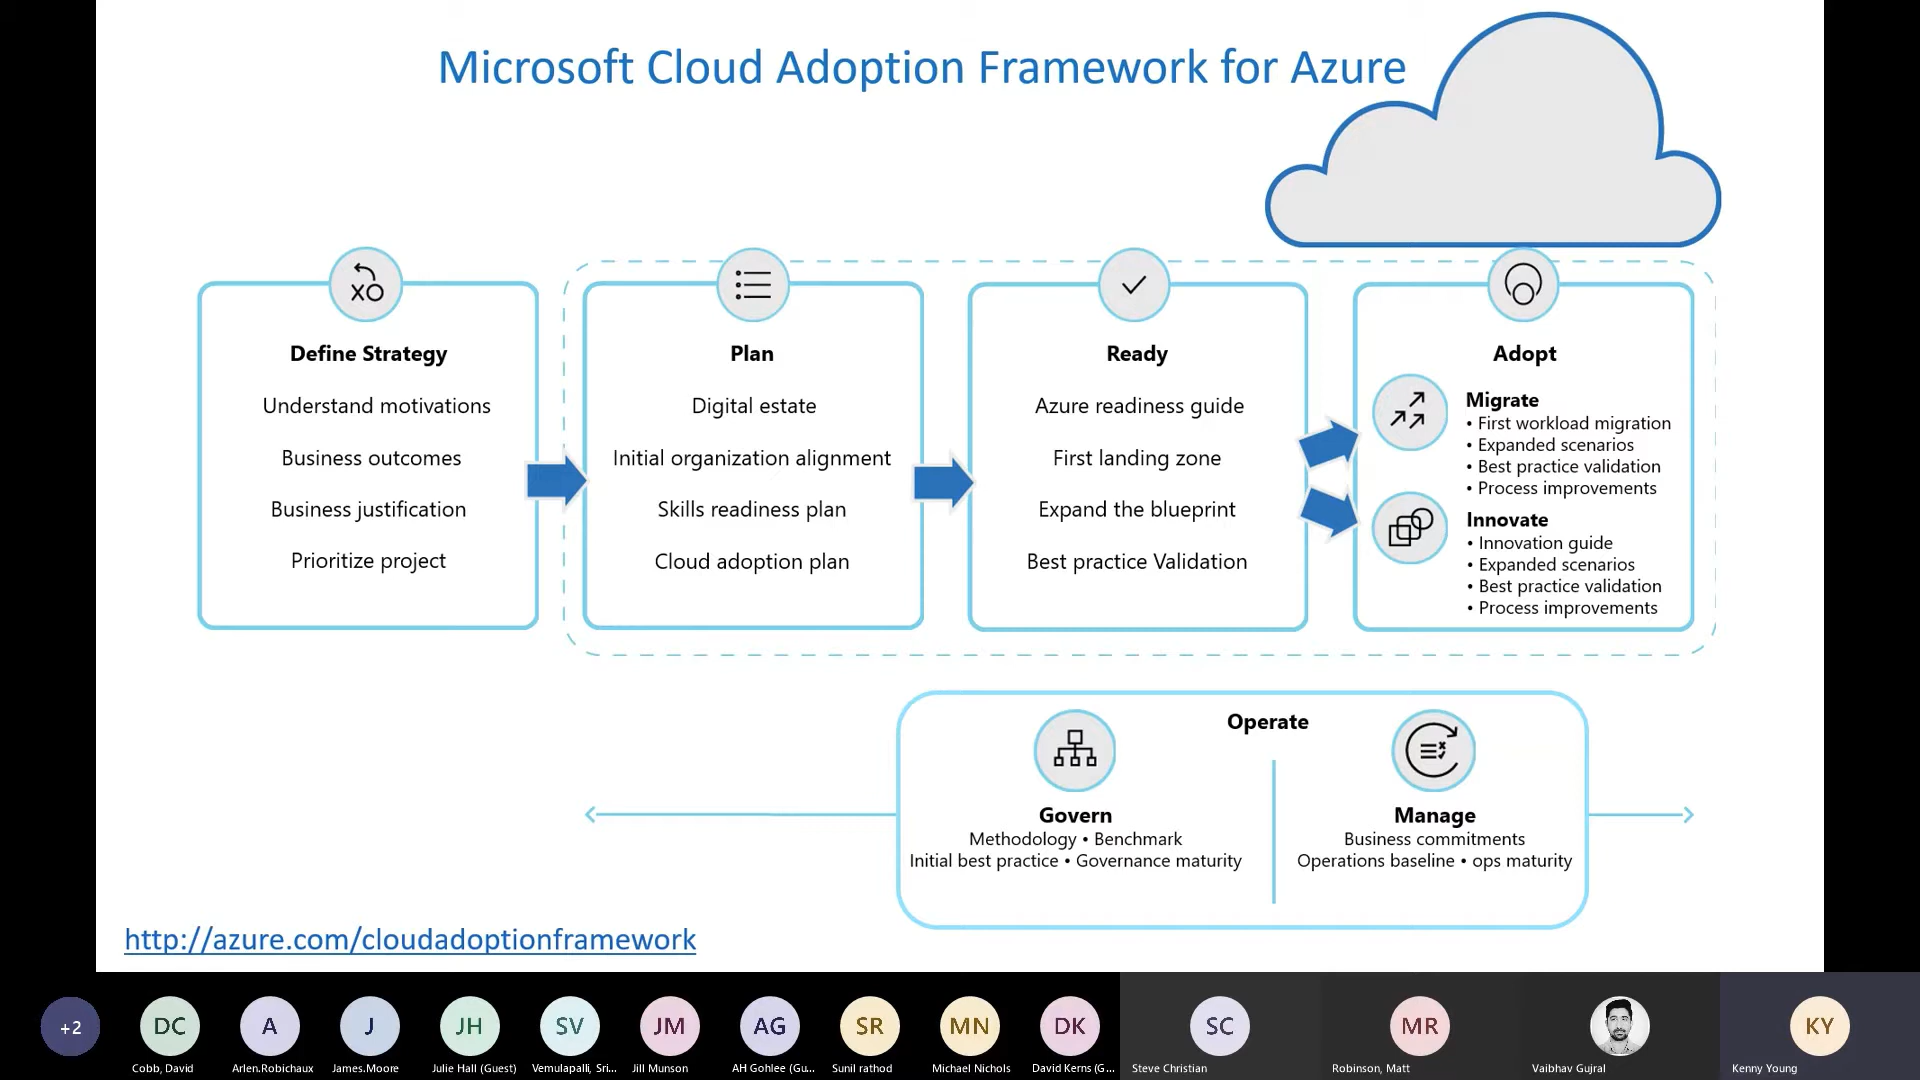 Microsoft Cloud Adoption Framework for Azure
Define Strategy
Understand motivations
Business outcomes
Business justification
Prioritize project
Plan
Digital estate
Initial organization alignment
Skills readiness plan
Cloud adoption plan
Ready
Azure readiness guide
First landing zone
Expand the blueprint
Best practice Validation
Adopt
Migrate
• First workload migration
• Expanded scenarios
• Best practice validation
• Process improvements
Innovate
• Innovation guide
• Expanded scenarios
• Best practice validation
• Process improvements
Operate
Govern
Methodology • Benchmark
Initial best practice • Governance maturity
Manage
Business commitments
Operations baseline • ops maturity
http://azure.com/cloudadoptionframework
+2
DC
Cobb, David
A
Arlen.Robichaux
J
James.Moore
JH
Julie Hall (Guest)
SV
Vemulapalli, Sri...
JM
Jill Munson
AG
AH Gohlee (Gu...
SR
Sunil rathod
MN
Michael Nichols
DK
David Kerns (G...
SC
Steve Christian
MR
Robinson, Matt
Vaibhav Gujral
KY
Kenny Young